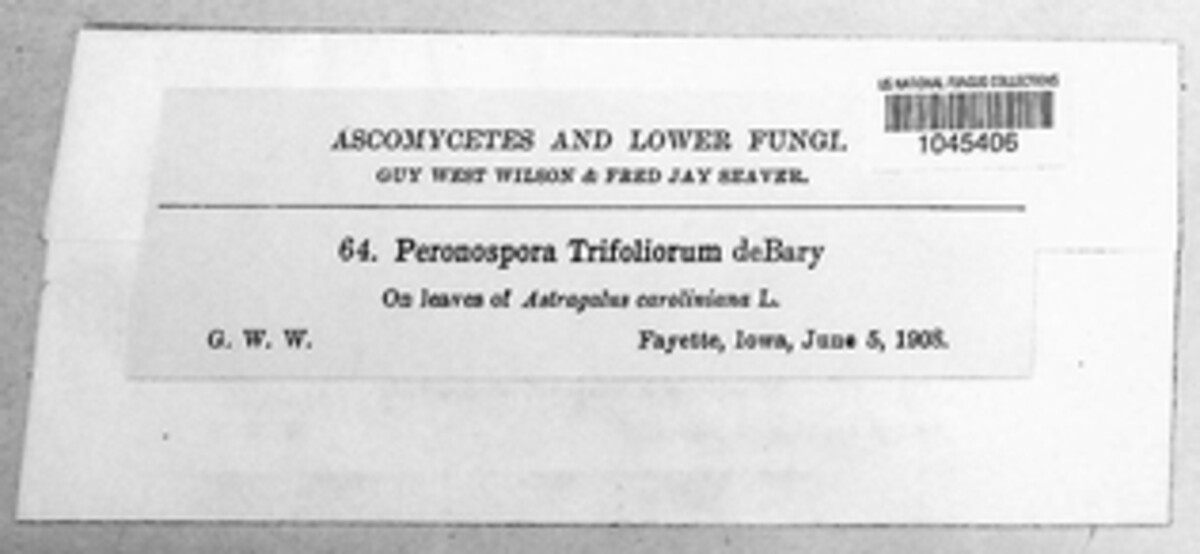 US NATIONAL FUNGUS COLLECTIONS
1045406
ASCOMYCETES AND LOWER FUNGI.
GUY WEST WILSON & FRED JAY SEAVER.
64. Peronospora Trifoliorum deBary
On leaves of Astragalus caroliniana L.
G. W. W. Fayette, Iowa, June 5, 1908.